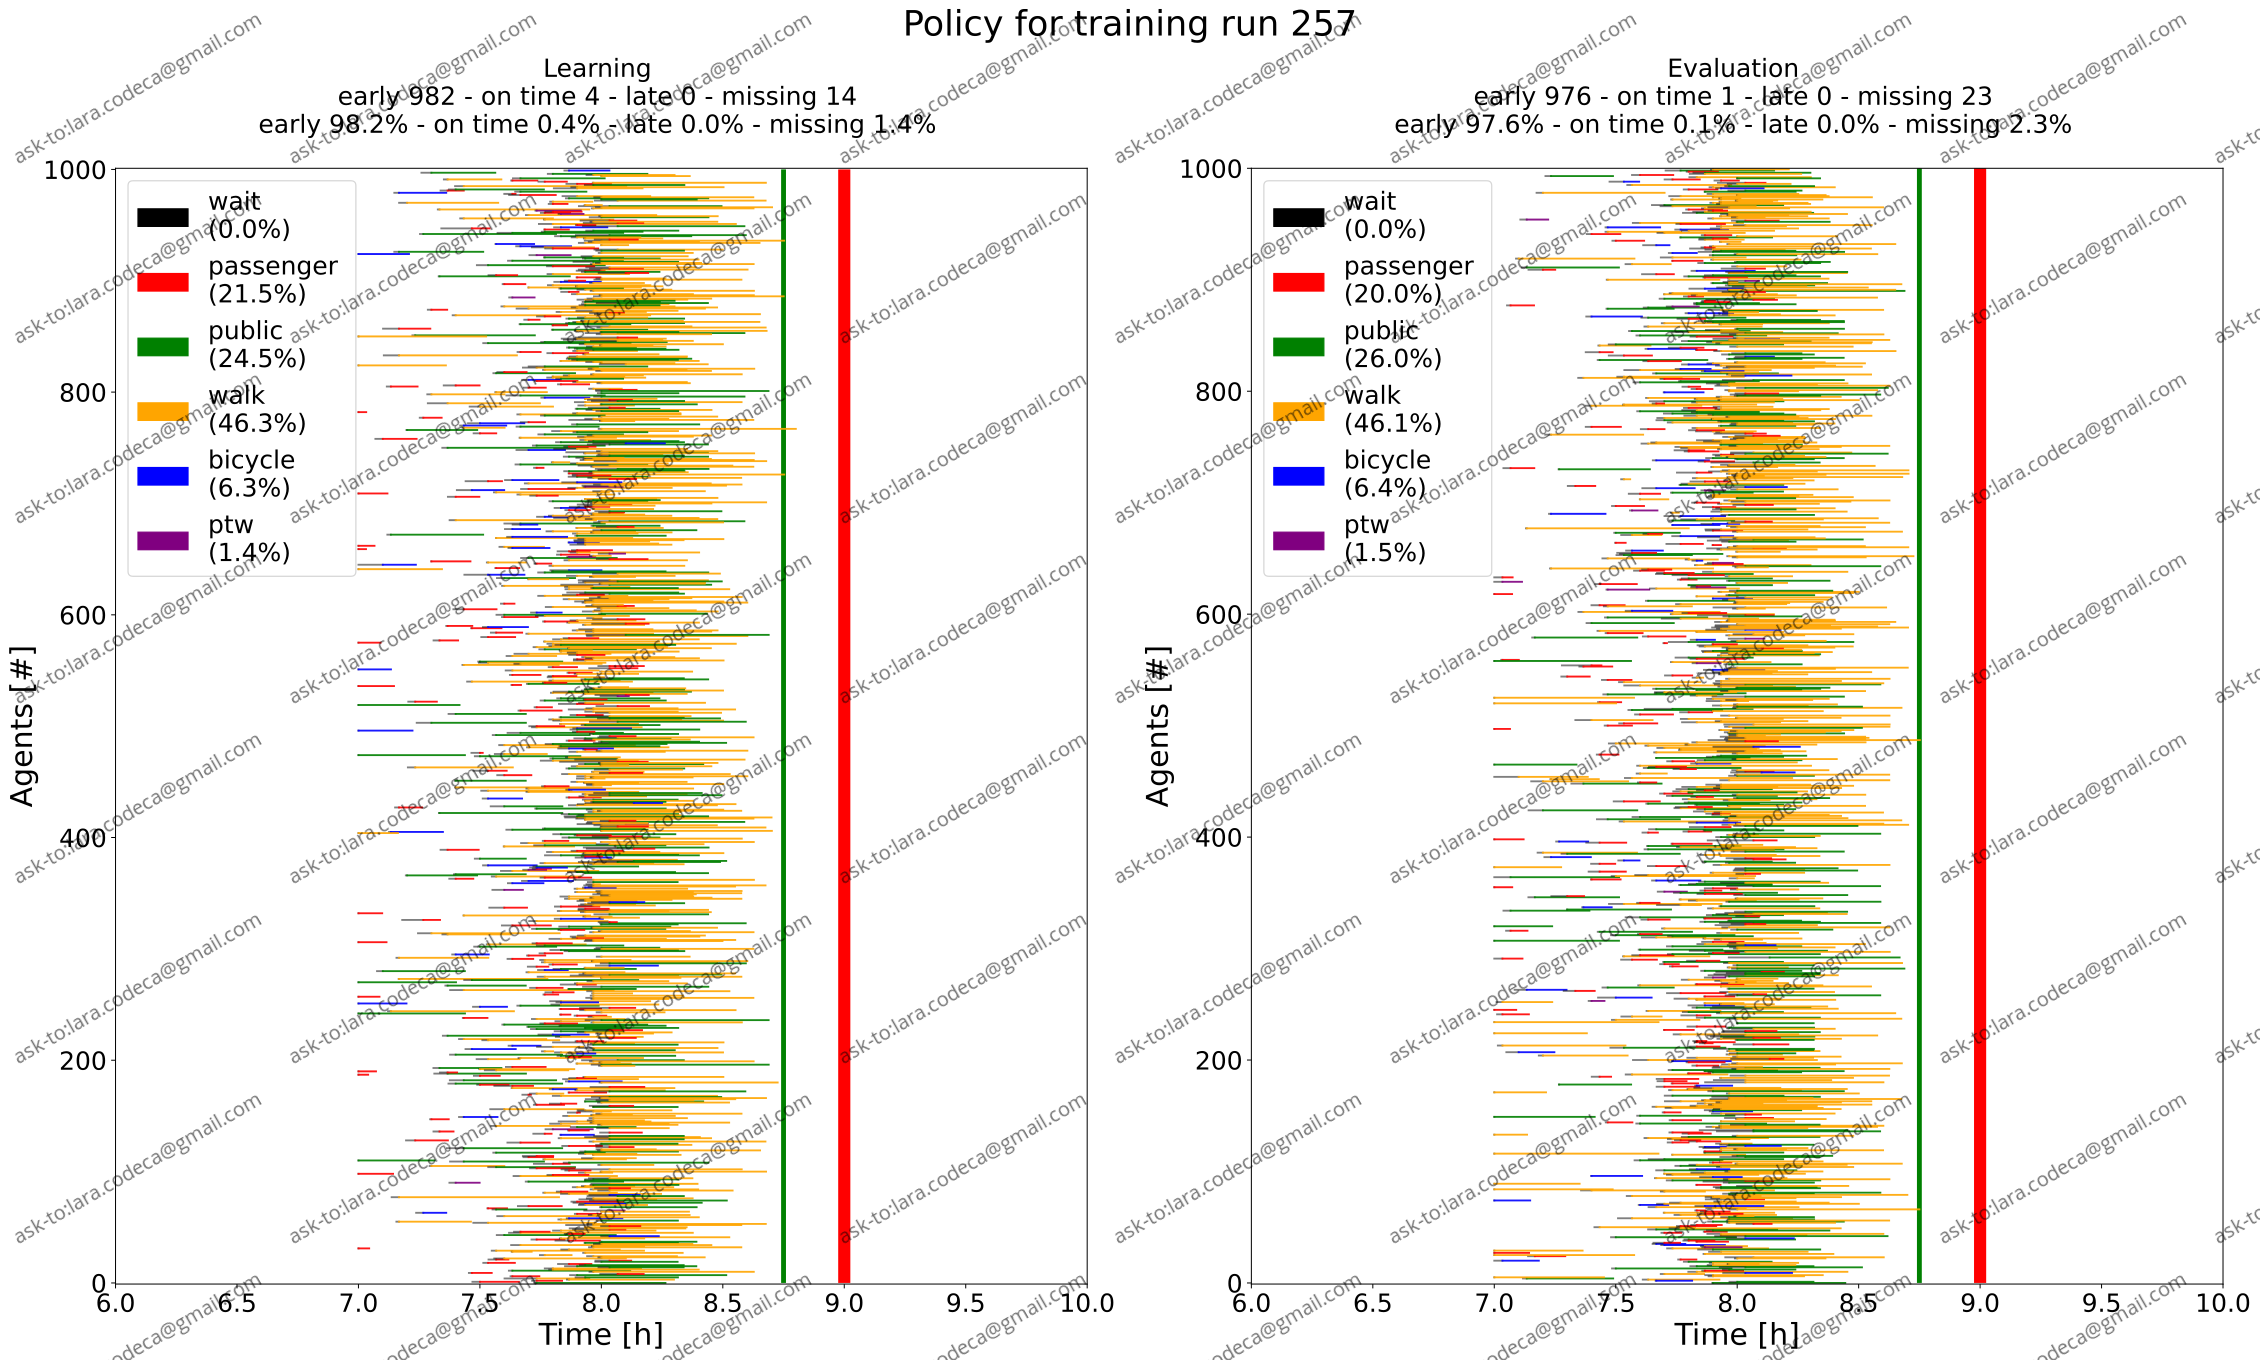 Policy for training run 257
Learning
early 982 - on time 4 - late 0 - missing 14
early 98.2% - on time 0.4% - late 0.0% - missing 1.4%
Evaluation
early 976 - on time 1 - late 0 - missing 23
early 97.6% - on time 0.1% - late 0.0% - missing 2.3%
wait
(0.0%)
passenger
(21.5%)
public
(24.5%)
walk
(46.3%)
bicycle
(6.3%)
ptw
(1.4%)
1000
800
600
400
200
0
Agents [#]
6.0 6.5 7.0 7.5 8.0 8.5 9.0 9.5 10.0
Time [h]
wait
(0.0%)
passenger
(20.0%)
public
(26.0%)
walk
(46.1%)
bicycle
(6.4%)
ptw
(1.5%)
1000
800
600
400
200
0
Agents [#]
6.0 6.5 7.0 7.5 8.0 8.5 9.0 9.5 10.0
Time [h]
ask-to:lara.codeca@gmail.com